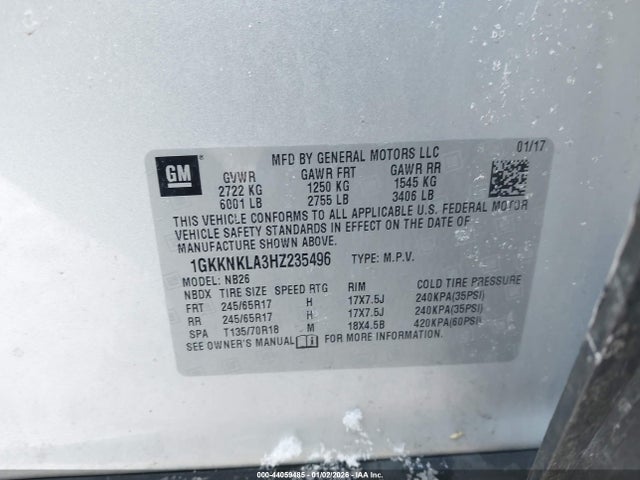 GM
MFD BY GENERAL MOTORS LLC 01/17
GVWR GAWR FRT GAWR RR
2722 KG 1250 KG 1545 KG
6001 LB 2755 LB 3406 LB
THIS VEHICLE CONFORMS TO ALL APPLICABLE U.S. FEDERAL MOTOR
VEHICLE SAFETY STANDARDS IN EFFECT ON THE DATE OF
MANUFACTURE SHOWN ABOVE.
1GKKNKLA3HZ235496 TYPE: M.P.V.
MODEL: NB26
NBDX TIRE SIZE SPEED RTG RIM COLD TIRE PRESSURE
FRT 245/65R17 H 17X7.5J 240KPA(35PSI)
RR 245/65R17 H 17X7.5J 240KPA(35PSI)
SPA T135/70R18 M 18X4.5B 420KPA(60PSI)
SEE OWNER'S MANUAL FOR MORE INFORMATION.
000-44059485- 01/02/2026 - IAA Inc.